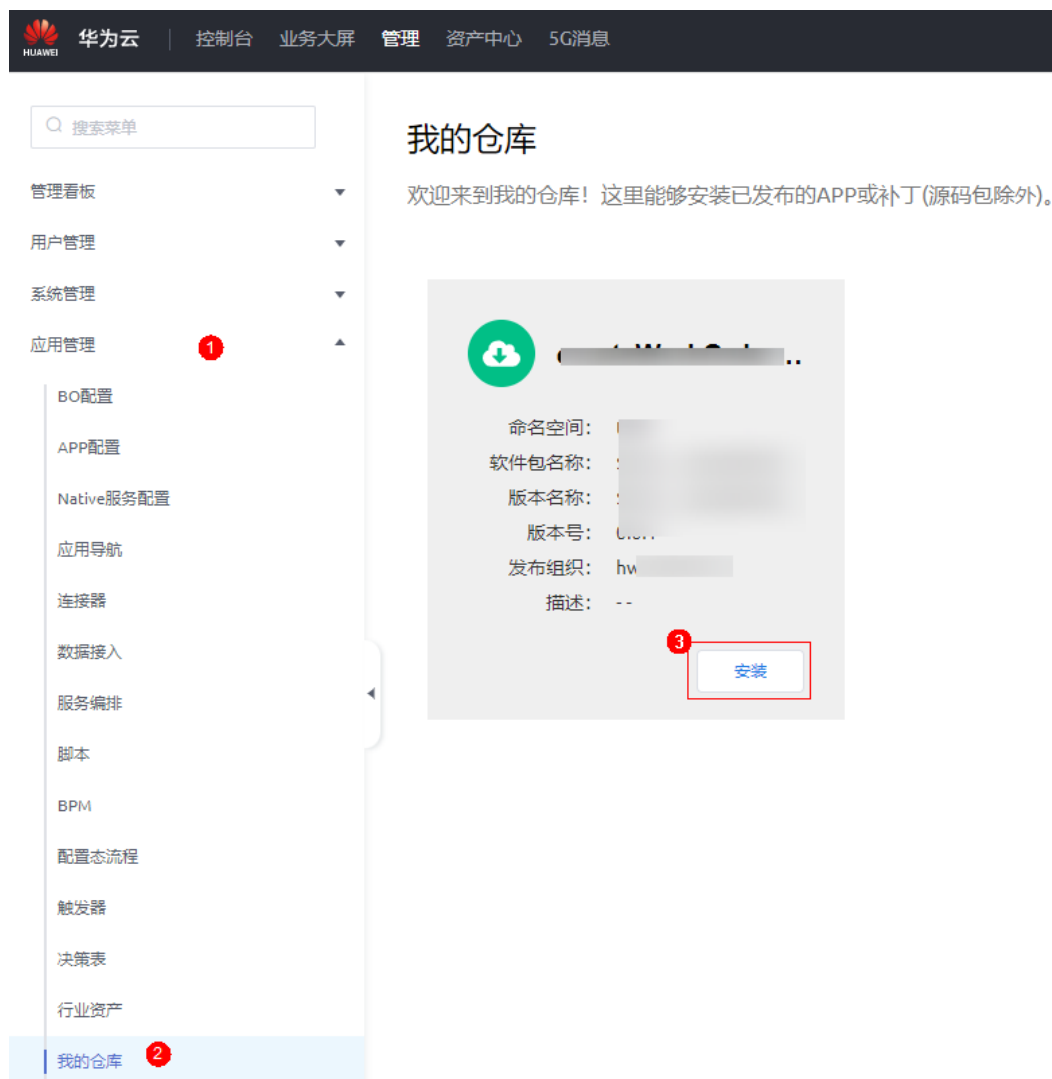 HUAWEI 华为云 控制台 业务大屏 管理 资产中心 5G消息
搜索菜单
管理看板
用户管理
系统管理
应用管理 1
BO配置
APP配置
Native服务配置
应用导航
连接器
数据接入
服务编排
脚本
BPM
配置态流程
触发器
决策表
行业资产
我的仓库 2
我的仓库
欢迎来到我的仓库！这里能够安装已发布的APP或补丁(源码包除外)。
命名空间：
软件包名称：
版本名称：
版本号：
发布组织： hw
描述： --
3
安装